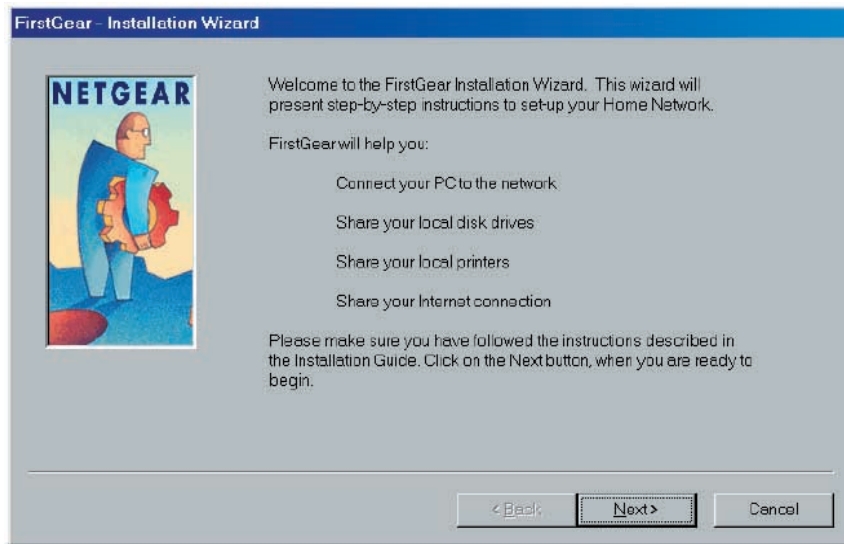 FirstGear - Installation Wizard
NETGEAR
Welcome to the FirstGear Installation Wizard. This wizard will
present step-by-step instructions to set-up your Home Network.
FirstGear will help you:
Connect your PC to the network
Share your local disk drives
Share your local printers
Share your Internet connection
Please make sure you have followed the instructions described in
the Installation Guide. Click on the Next button, when you are ready to
begin.
< Back
Next >
Cancel